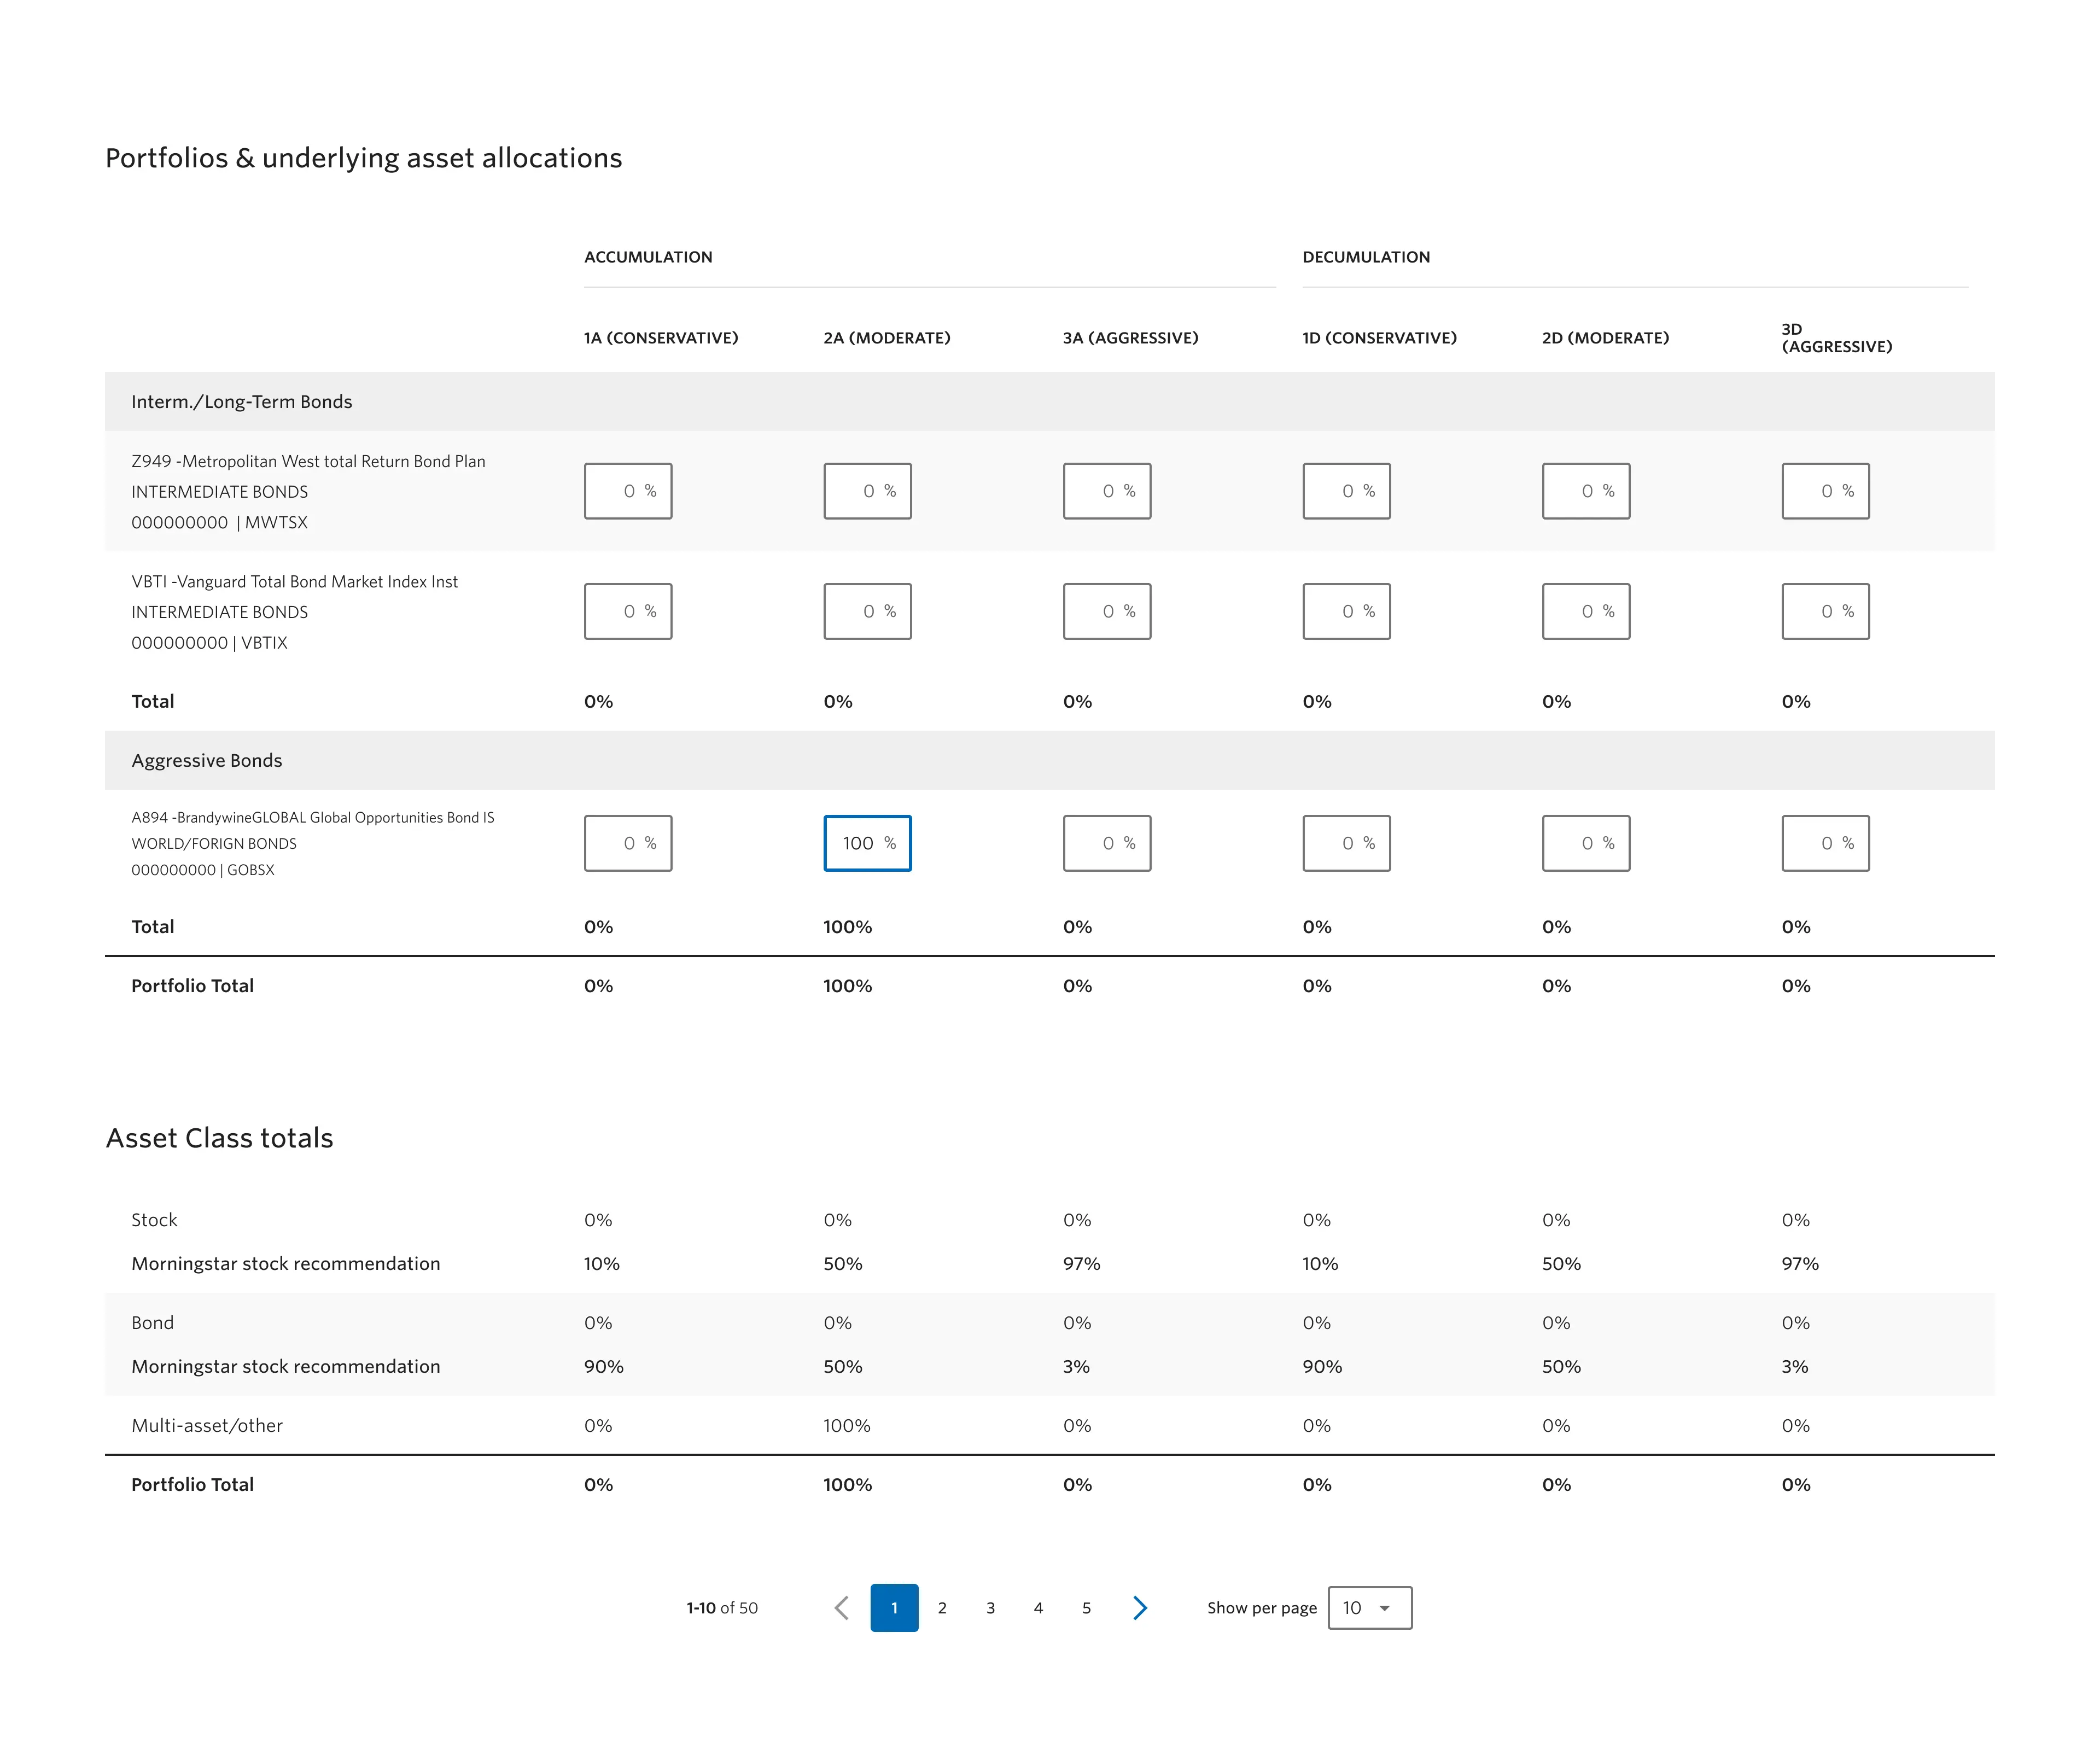 Portfolios & underlying asset allocations
ACCUMULATION DECUMULATION
1A (CONSERVATIVE) 2A (MODERATE) 3A (AGGRESSIVE) 1D (CONSERVATIVE) 2D (MODERATE) 3D (AGGRESSIVE)
Interm./Long-Term Bonds
Z949 -Metropolitan West total Return Bond Plan
INTERMEDIATE BONDS 0 % 0 % 0 % 0 % 0 % 0 %
000000000 | MWTSX
VBTI -Vanguard Total Bond Market Index Inst
INTERMEDIATE BONDS 0 % 0 % 0 % 0 % 0 % 0 %
000000000 | VBTIX
Total 0% 0% 0% 0% 0% 0%
Aggressive Bonds
A894 -BrandywineGLOBAL Global Opportunities Bond IS
WORLD/FORIGN BONDS 0 % 100 % 0 % 0 % 0 % 0 %
000000000 | GOBSX
Total 0% 100% 0% 0% 0% 0%
Portfolio Total 0% 100% 0% 0% 0% 0%
Asset Class totals
Stock 0% 0% 0% 0% 0% 0%
Morningstar stock recommendation 10% 50% 97% 10% 50% 97%
Bond 0% 0% 0% 0% 0% 0%
Morningstar stock recommendation 90% 50% 3% 90% 50% 3%
Multi-asset/other 0% 100% 0% 0% 0% 0%
Portfolio Total 0% 100% 0% 0% 0% 0%
1-10 of 50 1 2 3 4 5 Show per page 10